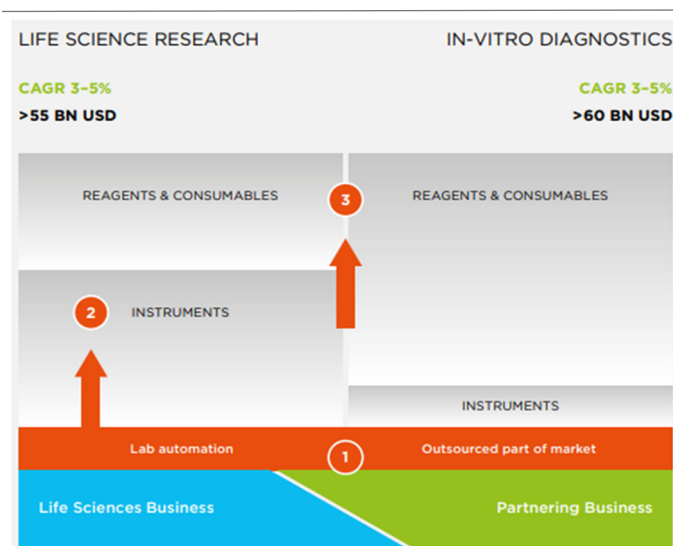 LIFE SCIENCE RESEARCH
IN-VITRO DIAGNOSTICS
CAGR 3–5%
CAGR 3–5%
>55 BN USD
>60 BN USD
REAGENTS & CONSUMABLES
3
REAGENTS & CONSUMABLES
2
INSTRUMENTS
INSTRUMENTS
Lab automation
1
Outsourced part of market
Life Sciences Business
Partnering Business